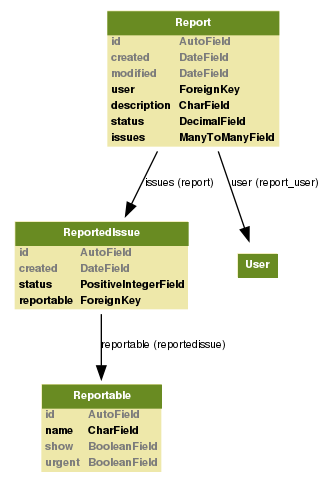 Report
id AutoField
created DateField
modified DateField
user ForeignKey
description CharField
status DecimalField
issues ManyToManyField
issues (report)
user (report_user)
ReportedIssue
id AutoField
created DateField
status PositiveIntegerField
reportable ForeignKey
User
reportable (reportedissue)
Reportable
id AutoField
name CharField
show BooleanField
urgent BooleanField